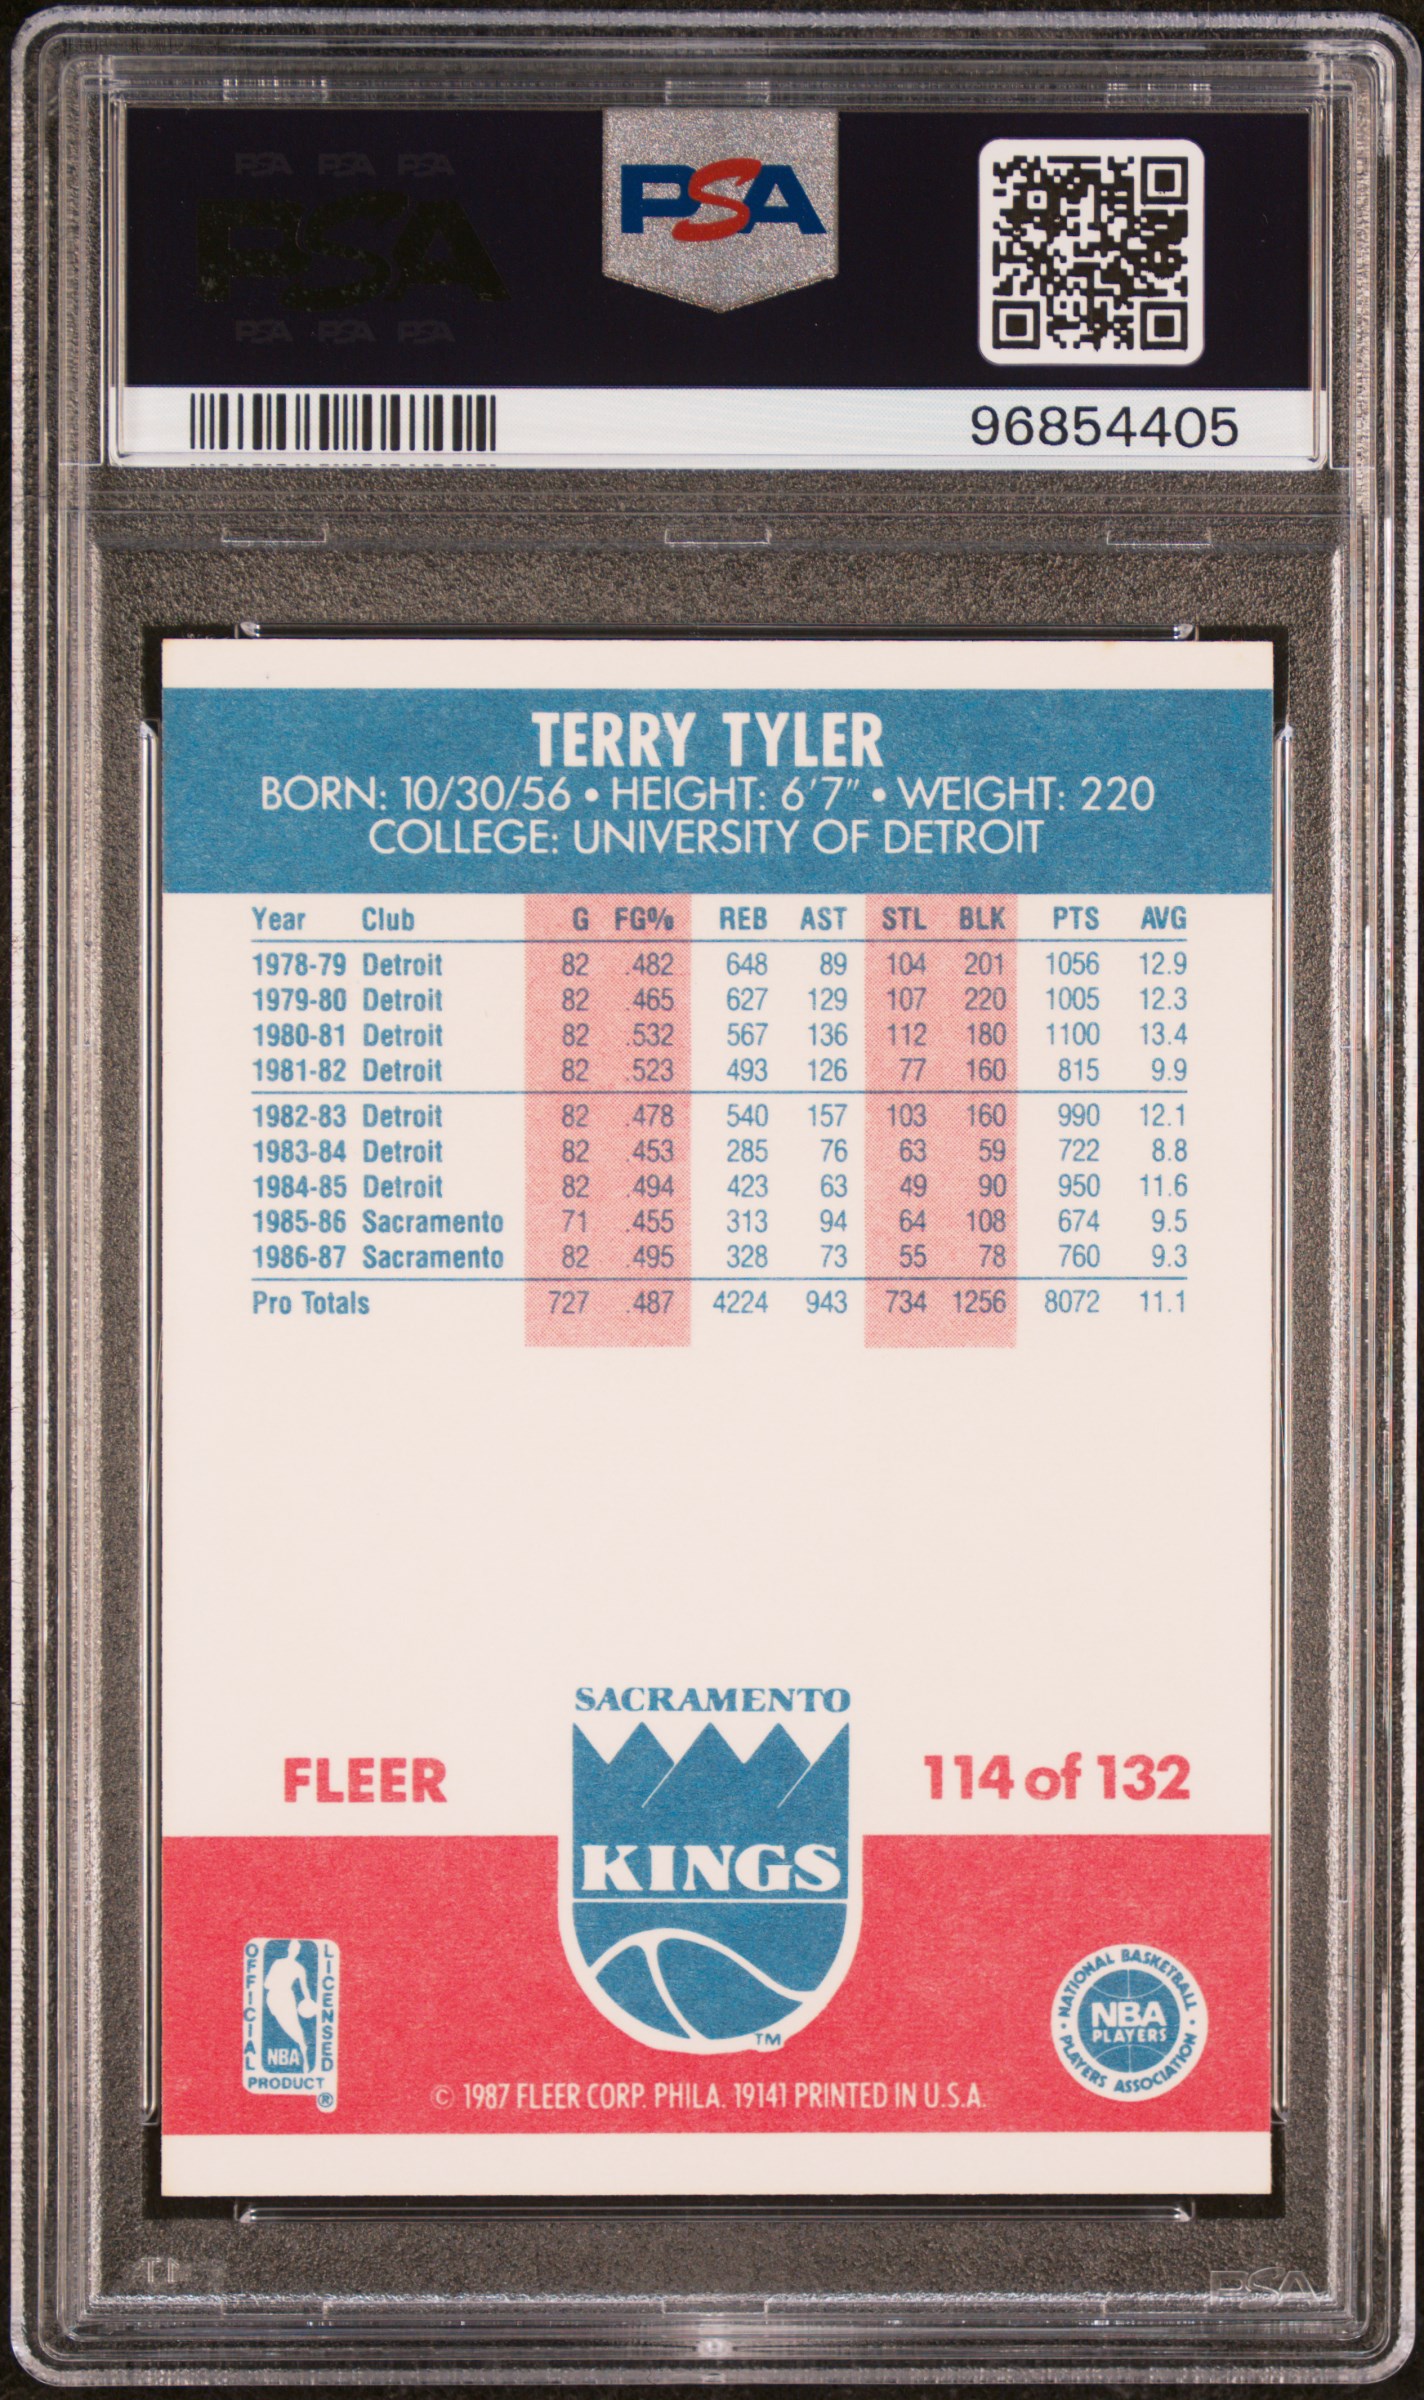 PSA PSA PSA
PSA
PSA PSA PSA
PSA
96854405
TERRY TYLER
BORN: 10/30/56 • HEIGHT: 6'7" • WEIGHT: 220
COLLEGE: UNIVERSITY OF DETROIT
Year Club G FG% REB AST STL BLK PTS AVG
1978-79 Detroit 82 .482 648 89 104 201 1056 12.9
1979-80 Detroit 82 .465 627 129 107 220 1005 12.3
1980-81 Detroit 82 .532 567 136 112 180 1100 13.4
1981-82 Detroit 82 .523 493 126 77 160 815 9.9
1982-83 Detroit 82 .478 540 157 103 160 990 12.1
1983-84 Detroit 82 .453 285 76 63 59 722 8.8
1984-85 Detroit 82 .494 423 63 49 90 950 11.6
1985-86 Sacramento 71 .455 313 94 64 108 674 9.5
1986-87 Sacramento 82 .495 328 73 55 78 760 9.3
Pro Totals 727 .487 4224 943 734 1256 8072 11.1
SACRAMENTO
KINGS
TM
FLEER
114 of 132
OFFICIAL LICENSED
NBA
PRODUCT ®
NATIONAL BASKETBALL
NBA
PLAYERS
PLAYERS ASSOCIATION
© 1987 FLEER CORP. PHILA. 19141 PRINTED IN U.S.A.
PSA